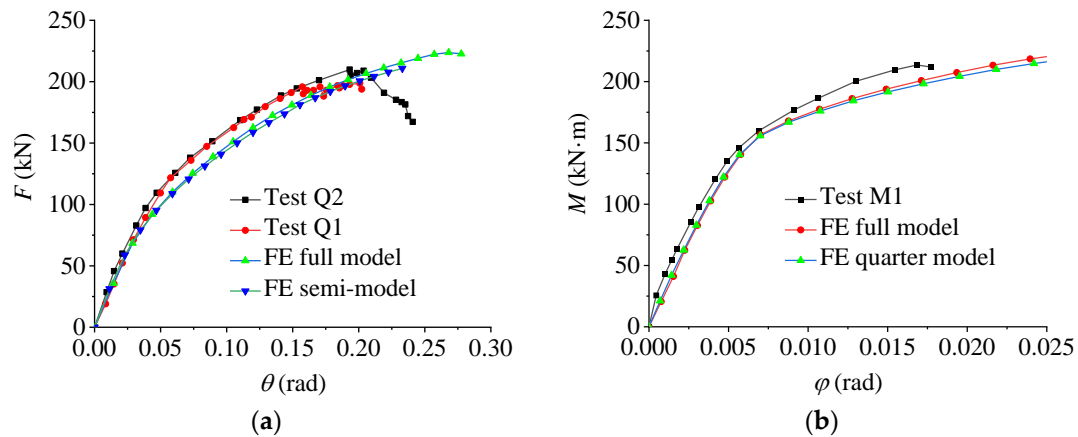 250
200
150
100
50
0
F (kN)
Test Q2
Test Q1
FE full model
FE semi-model
0.00 0.05 0.10 0.15 0.20 0.25 0.30
θ (rad)
(a)
250
200
150
100
50
0
M (kN·m)
Test M1
FE full model
FE quarter model
0.000 0.005 0.010 0.015 0.020 0.025
φ (rad)
(b)